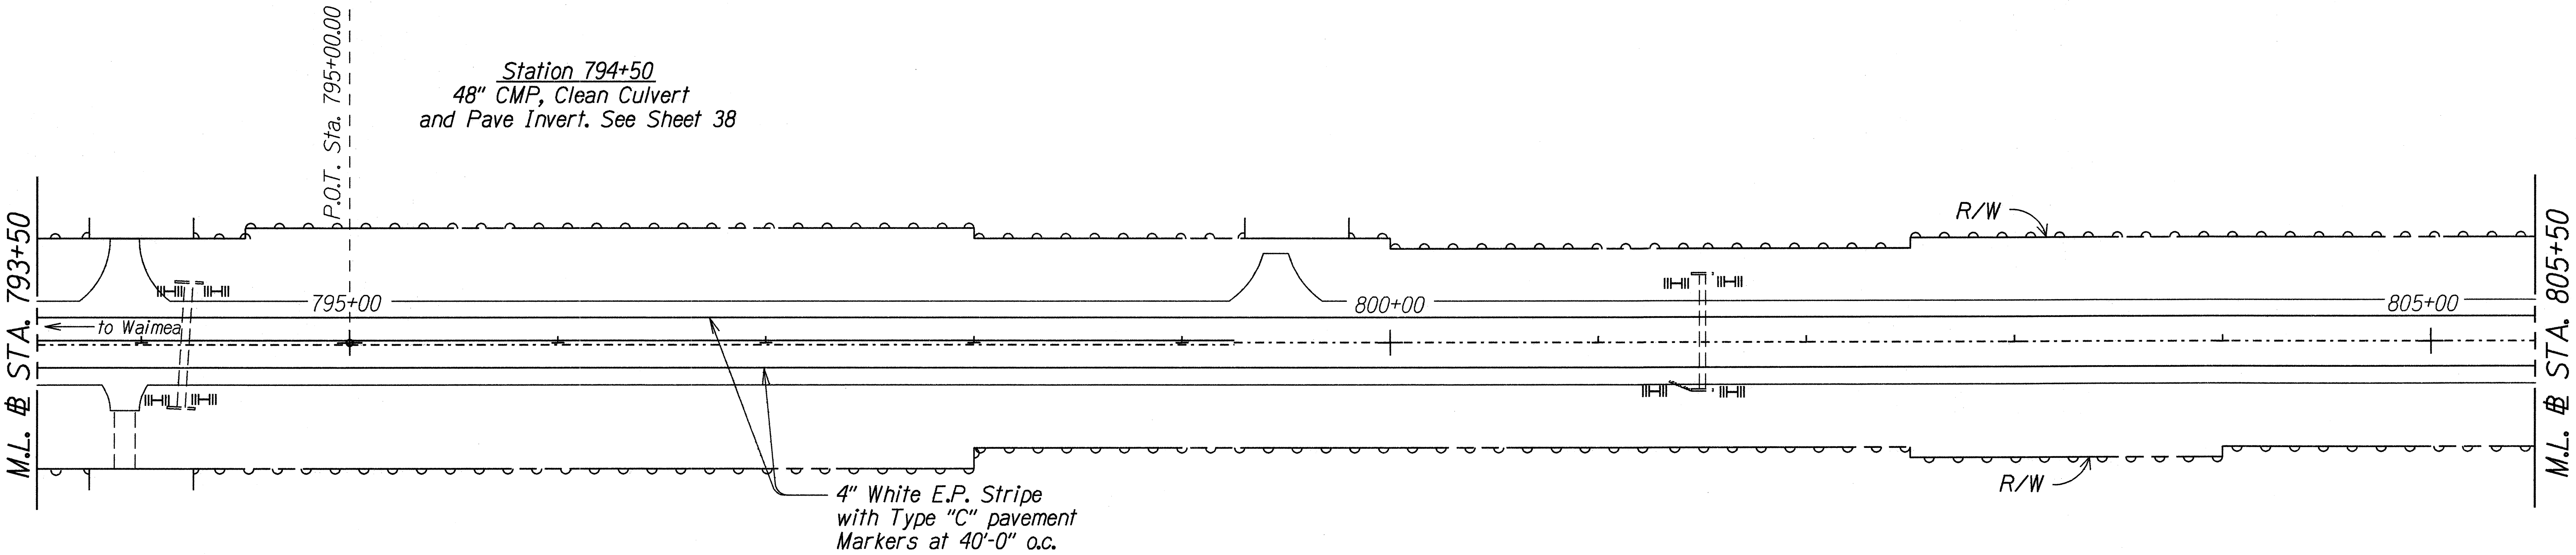 P.O.T. Sta. 795+00.00
Station 794+50
48" CMP, Clean Culvert
and Pave Invert. See Sheet 38
M.L. ⅊ STA. 793+50
R/W
M.L. ⅊ STA. 805+50
795+00
800+00
805+00
to Waimea
R/W
4" White E.P. Stripe
with Type "C" pavement
Markers at 40'-0" o.c.